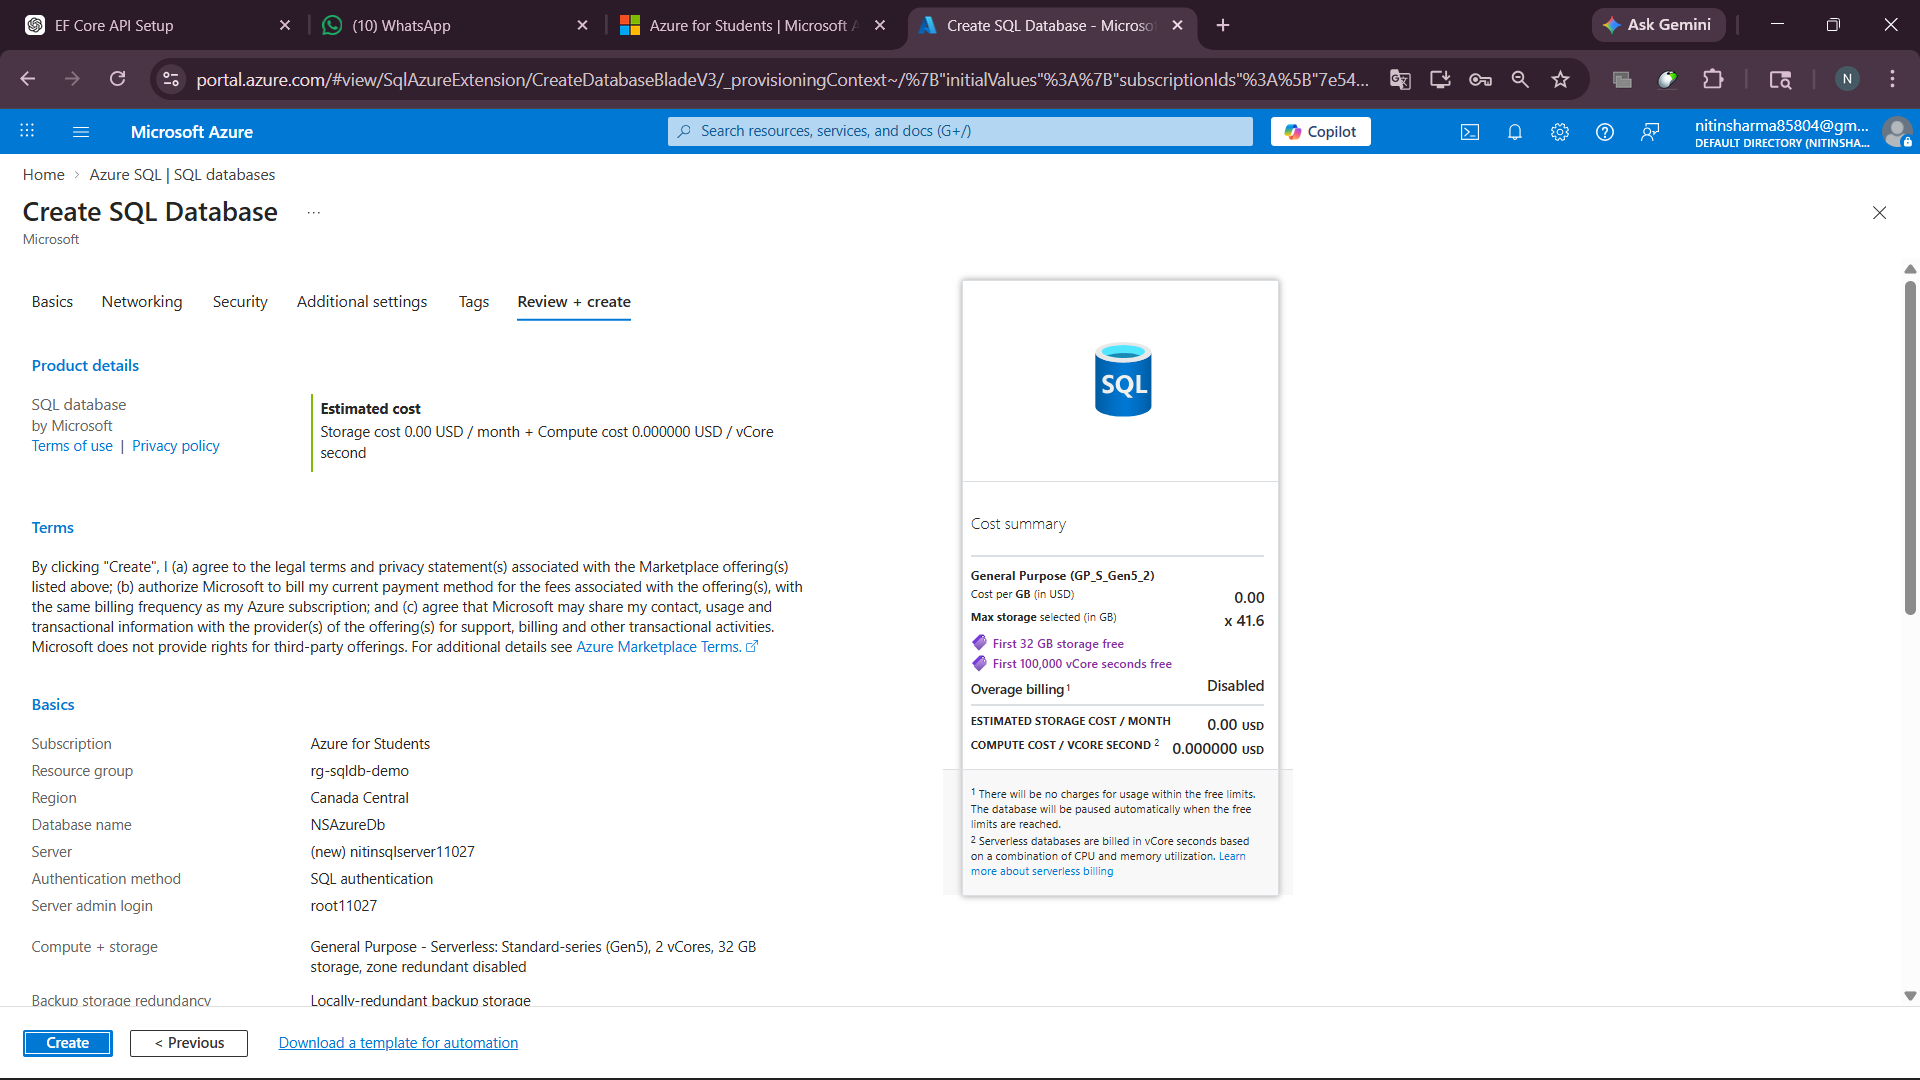 EF Core API Setup
(10) WhatsApp
Azure for Students | Microsoft A
Create SQL Database - Microso
Ask Gemini
portal.azure.com/#view/SqlAzureExtension/CreateDatabaseBladeV3/_provisioningContext~/%7B"initialValues"%3A%7B"subscriptionIds"%3A%5B"7e54...
N
Microsoft Azure
Search resources, services, and docs (G+/)
Copilot
nitinsharma85804@gm...
DEFAULT DIRECTORY (NITINSHA...
Home > Azure SQL | SQL databases
Create SQL Database ...
Microsoft
Basics
Networking
Security
Additional settings
Tags
Review + create
Product details
SQL database
by Microsoft
Terms of use | Privacy policy
Estimated cost
Storage cost 0.00 USD / month + Compute cost 0.000000 USD / vCore
second
Terms
By clicking "Create", I (a) agree to the legal terms and privacy statement(s) associated with the Marketplace offering(s)
listed above; (b) authorize Microsoft to bill my current payment method for the fees associated with the offering(s), with
the same billing frequency as my Azure subscription; and (c) agree that Microsoft may share my contact, usage and
transactional information with the provider(s) of the offering(s) for support, billing and other transactional activities.
Microsoft does not provide rights for third-party offerings. For additional details see Azure Marketplace Terms.
Basics
Subscription Azure for Students
Resource group rg-sqldb-demo
Region Canada Central
Database name NSAzureDb
Server (new) nitinsqlserver11027
Authentication method SQL authentication
Server admin login root11027
Compute + storage General Purpose - Serverless: Standard-series (Gen5), 2 vCores, 32 GB
storage, zone redundant disabled
Backup storage redundancy Locally-redundant backup storage
SQL
Cost summary
General Purpose (GP_S_Gen5_2)
Cost per GB (in USD) 0.00
Max storage selected (in GB) x 41.6
First 32 GB storage free
First 100,000 vCore seconds free
Overage billing 1 Disabled
ESTIMATED STORAGE COST / MONTH 0.00 USD
COMPUTE COST / VCORE SECOND 2 0.000000 USD
1 There will be no charges for usage within the free limits.
The database will be paused automatically when the free
limits are reached.
2 Serverless databases are billed in vCore seconds based
on a combination of CPU and memory utilization. Learn
more about serverless billing
Create
< Previous
Download a template for automation